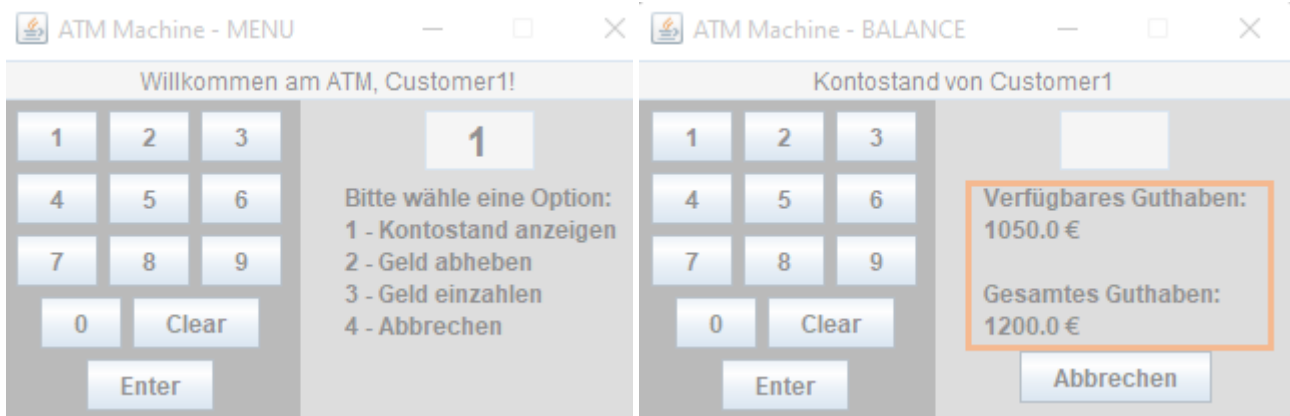 ATM Machine - MENU
Willkommen am ATM, Customer1!
1 2 3
4 5 6
7 8 9
0 Clear
Enter
1
Bitte wähle eine Option:
1 - Kontostand anzeigen
2 - Geld abheben
3 - Geld einzahlen
4 - Abbrechen
ATM Machine - BALANCE
Kontostand von Customer1
1 2 3
4 5 6
7 8 9
0 Clear
Enter
Verfügbares Guthaben:
1050.0 €
Gesamtes Guthaben:
1200.0 €
Abbrechen